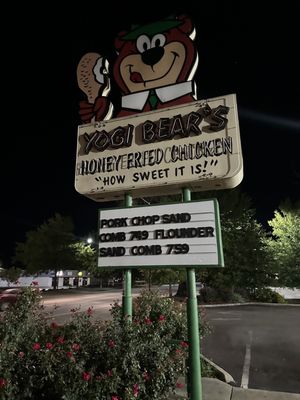 YOGI BEAR'S
HONEY FRIED CHICKEN
"HOW SWEET IT IS!"
PORK CHOP SAND
COMB 749 FLOUNDER
SAND COMB 759